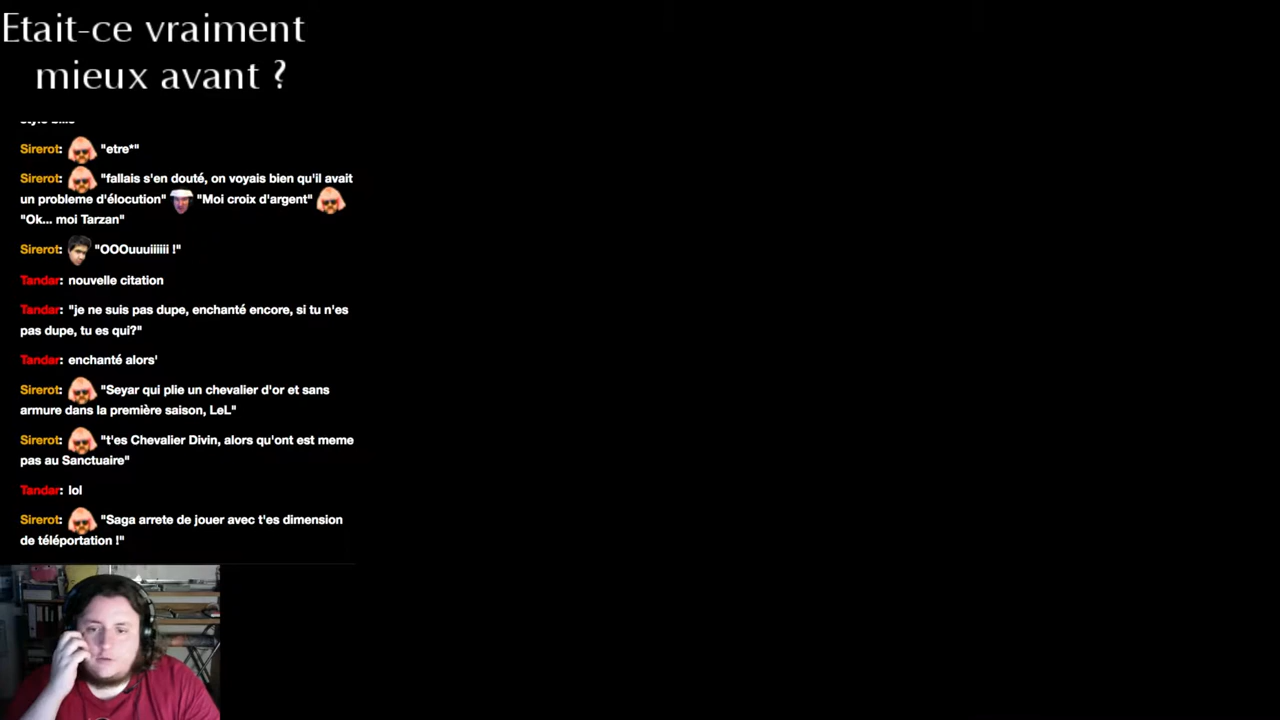 Etait-ce vraiment
mieux avant ?
Sirerot: "etre*"
Sirerot: "fallais s'en douté, on voyais bien qu'il avait
un probleme d'élocution" "Moi croix d'argent"
"Ok... moi Tarzan"
Sirerot: "OOOuuuiiiiii !"
Tandar: nouvelle citation
Tandar: "je ne suis pas dupe, enchanté encore, si tu n'es
pas dupe, tu es qui?"
Tandar: enchanté alors'
Sirerot: "Seyar qui plie un chevalier d'or et sans
armure dans la première saison, LeL"
Sirerot: "t'es Chevalier Divin, alors qu'ont est meme
pas au Sanctuaire"
Tandar: lol
Sirerot: "Saga arrete de jouer avec t'es dimension
de téléportation !"